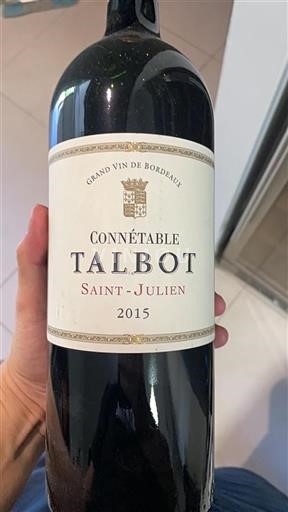 GRAND VIN DE BORDEAUX
CONNÉTABLE
TALBOT
SAINT-JULIEN
2015